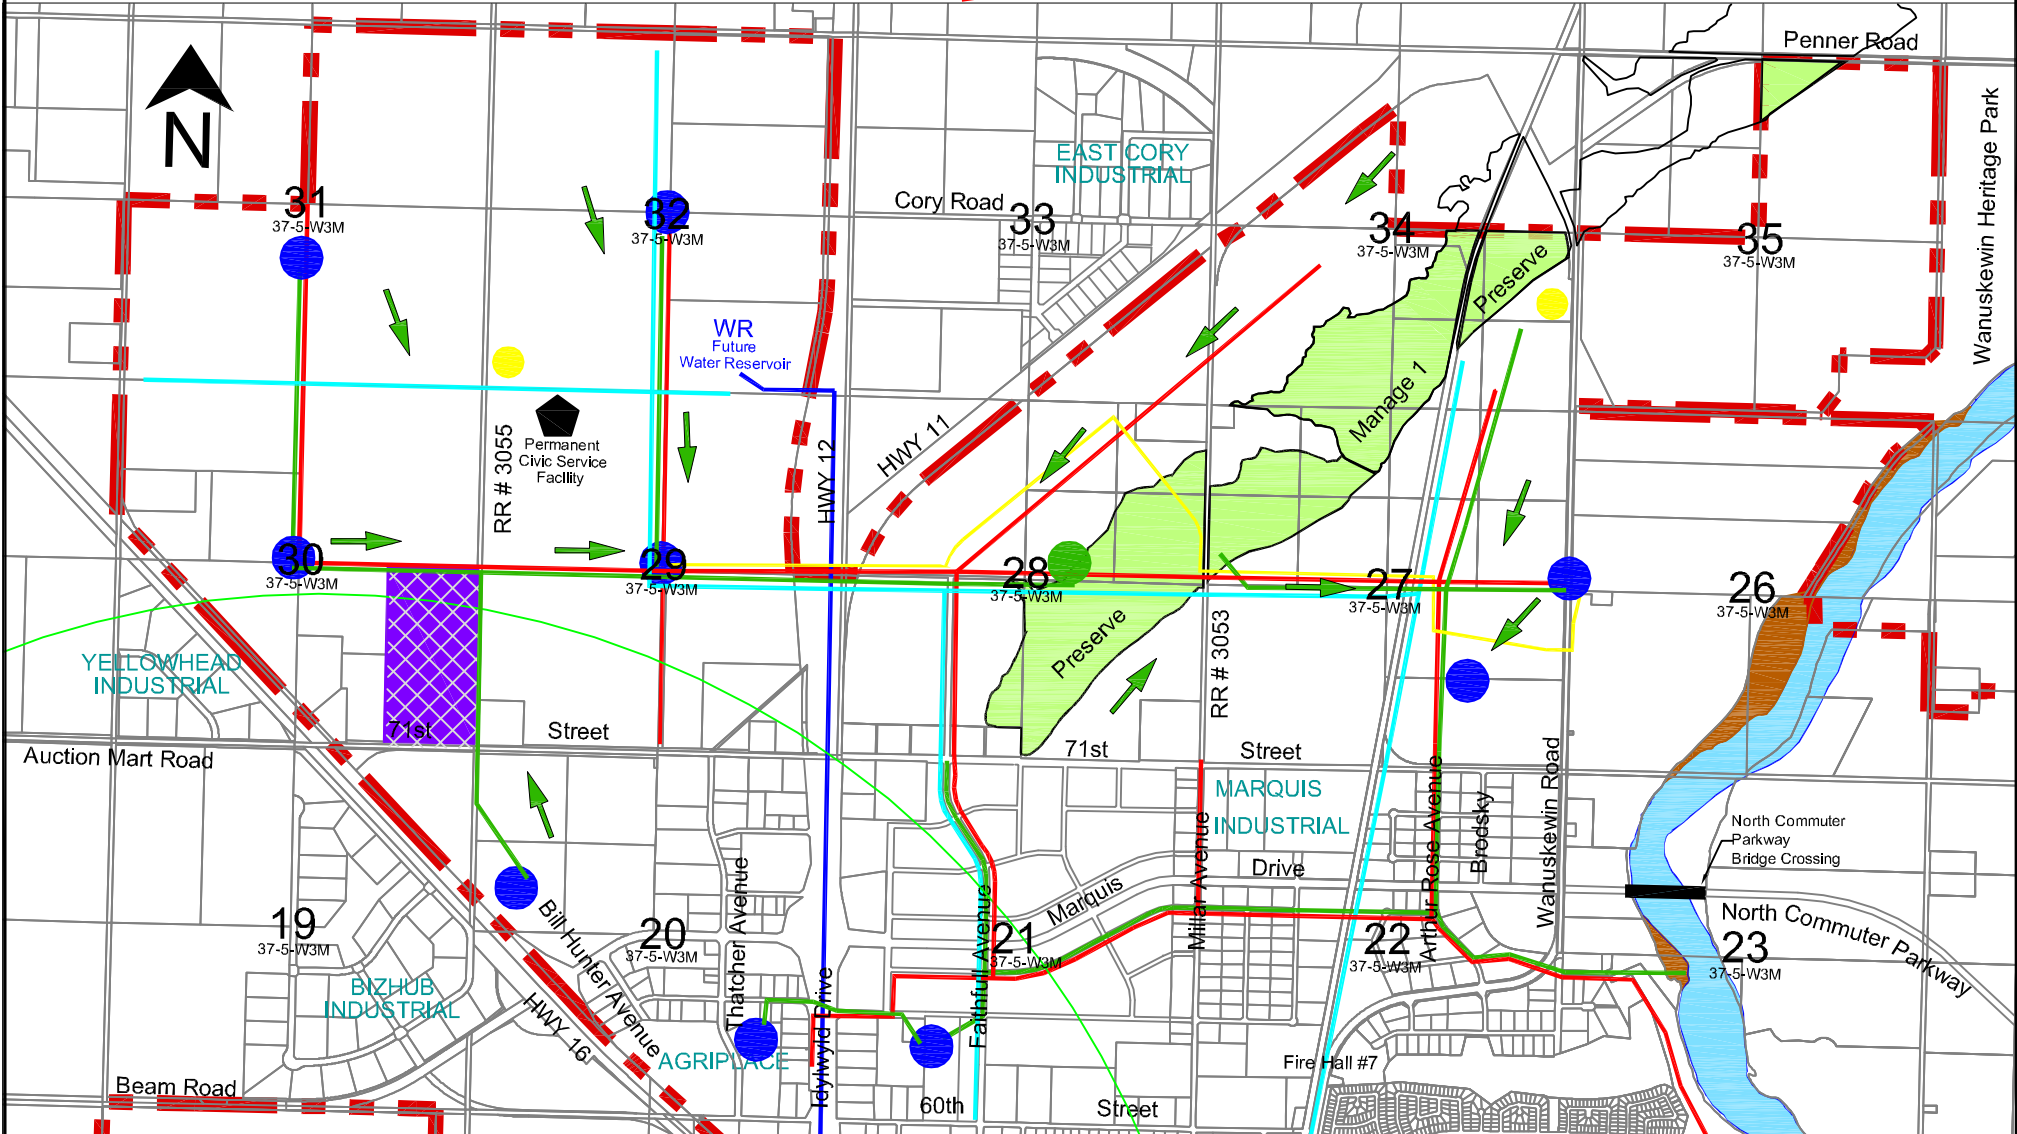 Penner Road
N
Wanuskewin Heritage Park
EAST CORY
INDUSTRIAL
31
37-5-W3M
32
37-5-W3M
Cory Road
33
37-5-W3M
34
37-5-W3M
35
37-5-W3M
Preserve
WR
Future
Water Reservoir
Manage 1
HWY 11
HWY 12
RR # 3055
Permanent
Civic Service
Facility
30
37-5-W3M
29
37-5-W3M
28
37-5-W3M
27
37-5-W3M
26
37-5-W3M
Preserve
RR # 3053
YELLOWHEAD
INDUSTRIAL
71st
Street
71st
Street
Auction Mart Road
MARQUIS
INDUSTRIAL
Arthur Rose Avenue
Brodsky
Wanuskewin Road
North Commuter
Parkway
Bridge Crossing
Drive
Marquis
Millar Avenue
Thatcher Avenue
Faithfull Avenue
Bill Hunter Avenue
19
37-5-W3M
20
37-5-W3M
21
37-5-W3M
22
37-5-W3M
23
37-5-W3M
North Commuter Parkway
BIZHUB
INDUSTRIAL
HWY 16
Idylwyld Drive
AGRIPLACE
Fire Hall #7
Beam Road
60th
Street